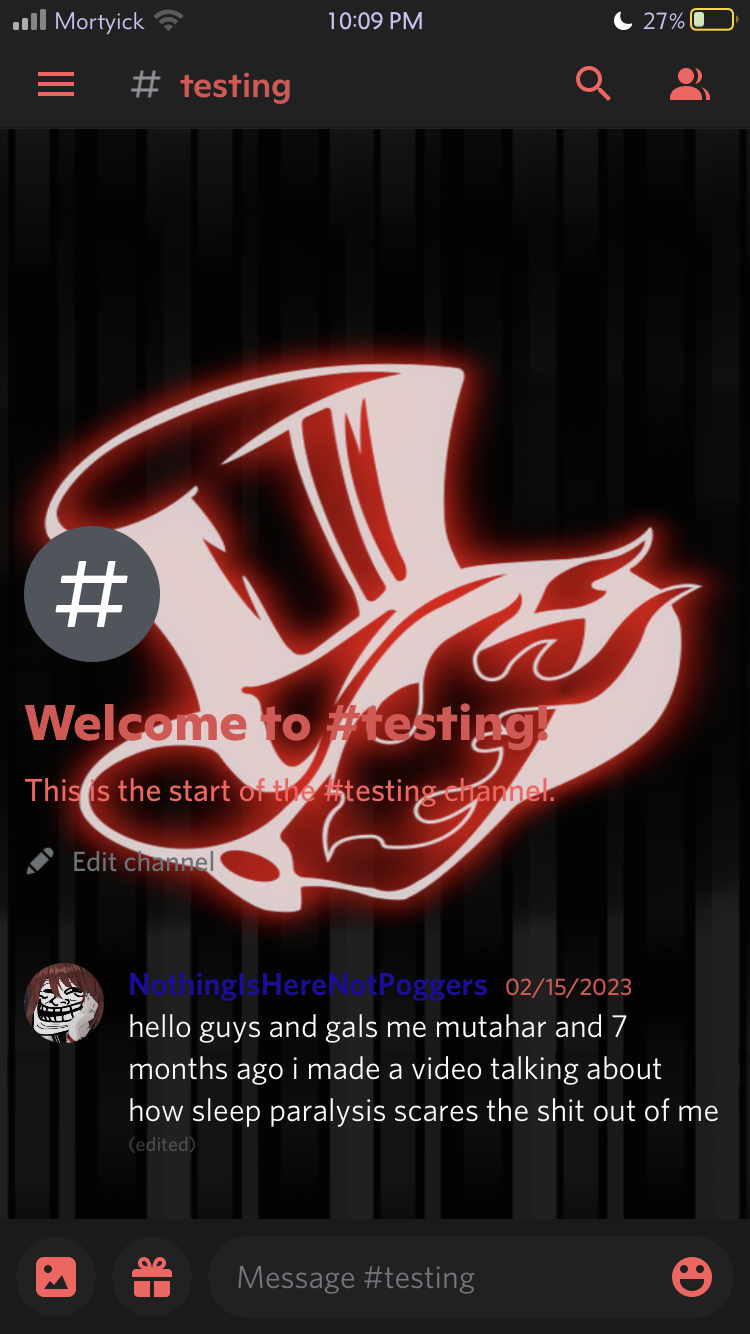 Mortyick 10:09 PM 27%
# testing
#
Welcome to #testing!
This is the start of the #testing channel.
Edit channel
NothingIsHereNotPoggers 02/15/2023
hello guys and gals me mutahar and 7
months ago i made a video talking about
how sleep paralysis scares the shit out of me
(edited)
Message #testing